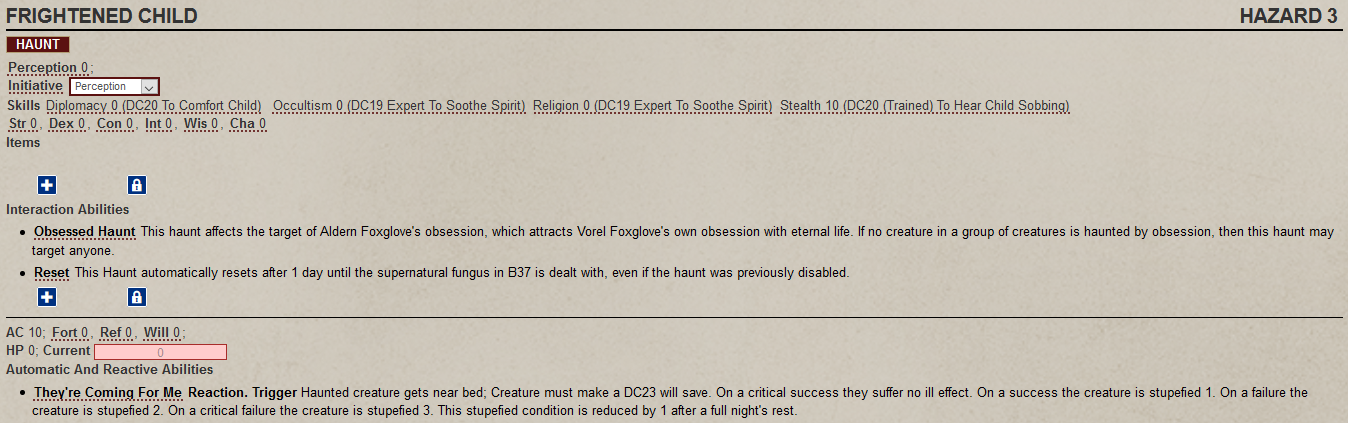 FRIGHTENED CHILD HAZARD 3
HAUNT
Perception 0;
Initiative Perception
Skills Diplomacy 0 (DC20 To Comfort Child) Occultism 0 (DC19 Expert To Soothe Spirit) Religion 0 (DC19 Expert To Soothe Spirit) Stealth 10 (DC20 (Trained) To Hear Child Sobbing)
Str 0, Dex 0, Con 0, Int 0, Wis 0, Cha 0
Items
Interaction Abilities
• Obsessed Haunt This haunt affects the target of Aldern Foxglove's obsession, which attracts Vorel Foxglove's own obsession with eternal life. If no creature in a group of creatures is haunted by obsession, then this haunt may
target anyone.
• Reset This Haunt automatically resets after 1 day until the supernatural fungus in B37 is dealt with, even if the haunt was previously disabled.
AC 10; Fort 0, Ref 0, Will 0;
HP 0; Current 0
Automatic And Reactive Abilities
• They're Coming For Me Reaction. Trigger Haunted creature gets near bed; Creature must make a DC23 will save. On a critical success they suffer no ill effect. On a success the creature is stupefied 1. On a failure the
creature is stupefied 2. On a critical failure the creature is stupefied 3. This stupefied condition is reduced by 1 after a full night's rest.